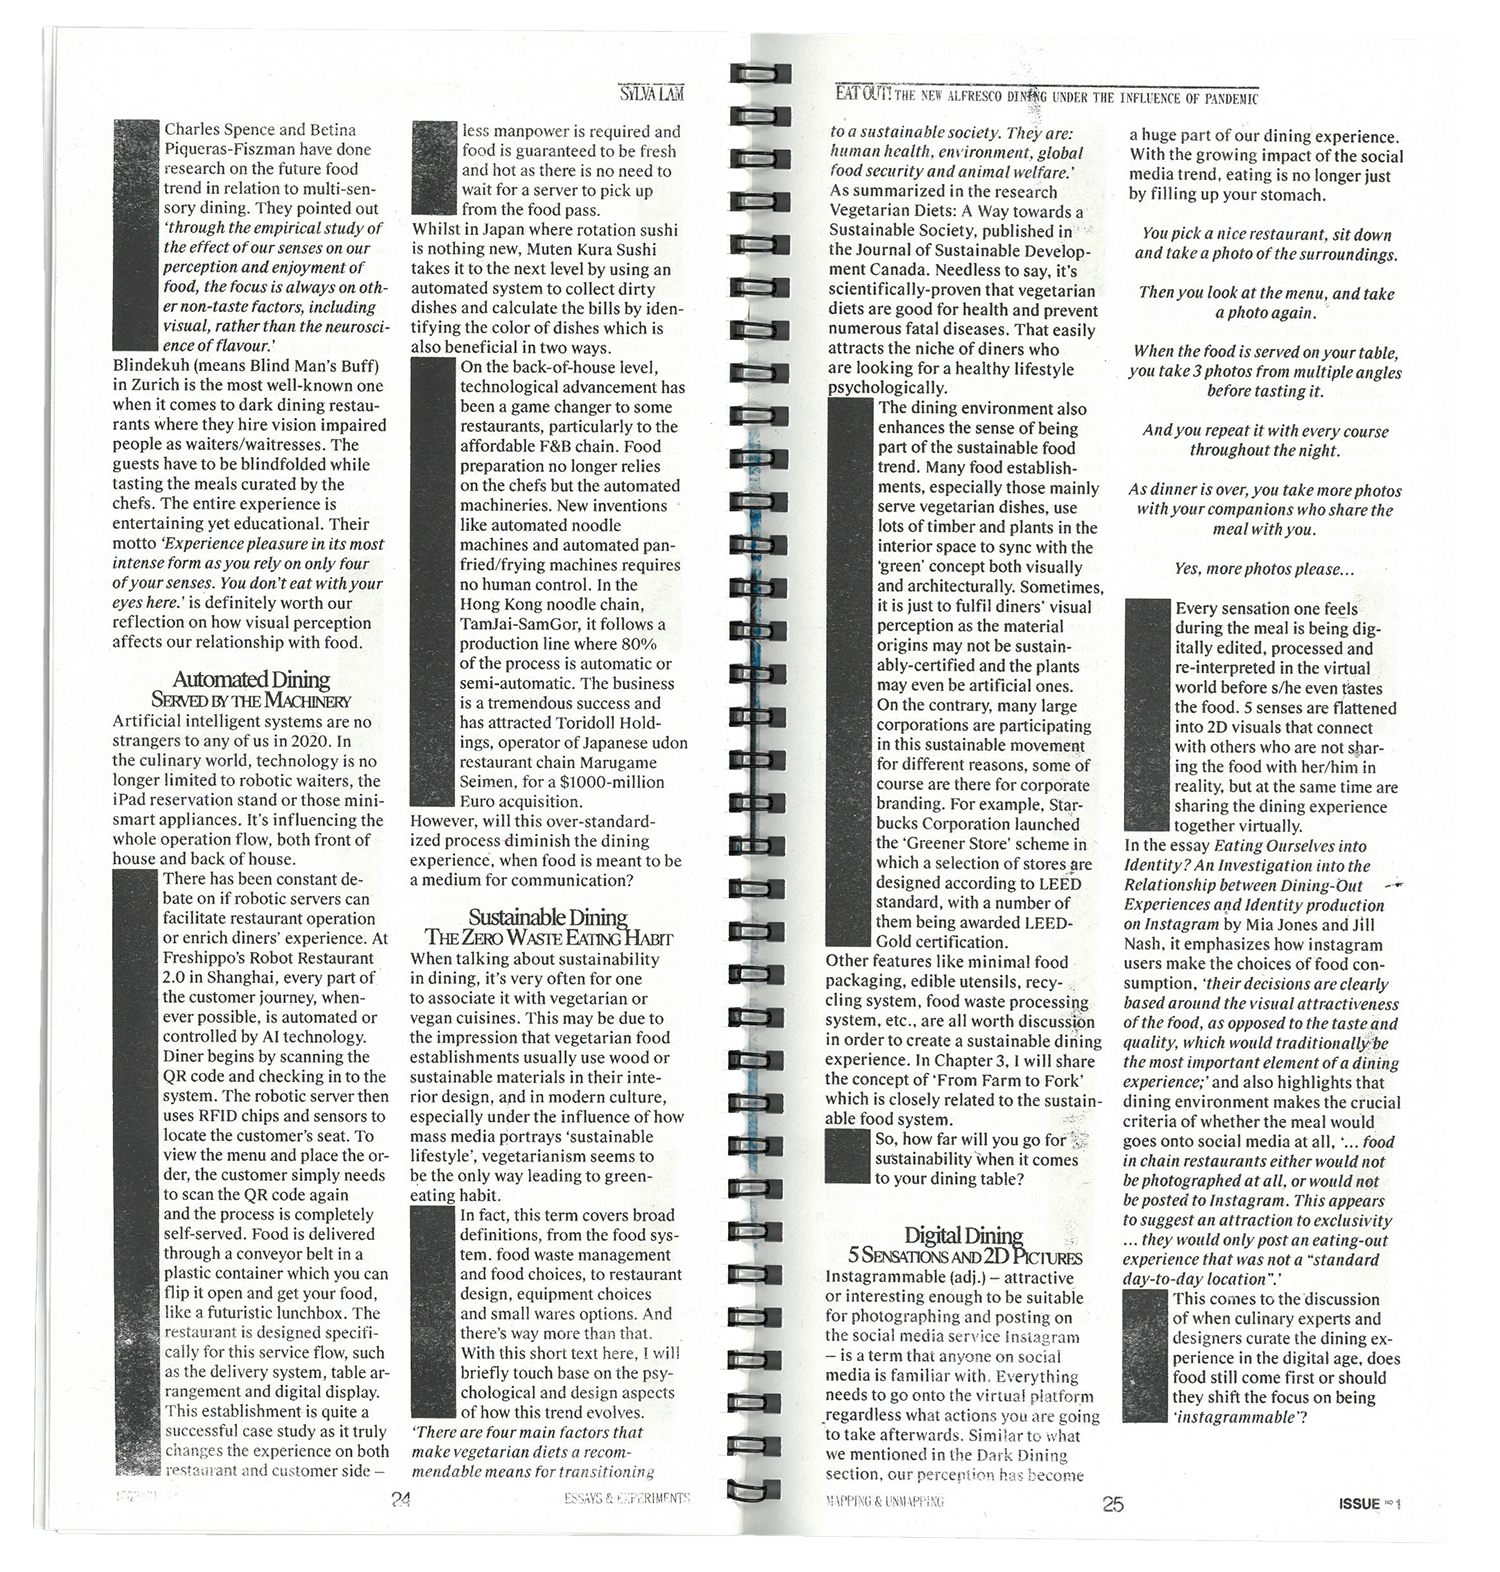 SYLVA LAM
Charles Spence and Betina
Piqueras-Fiszman have done
research on the future food
trend in relation to multi-sen-
sory dining. They pointed out
‘through the empirical study of
the effect of our senses on our
perception and enjoyment of
food, the focus is always on oth-
er non-taste factors, including
visual, rather than the neurosci-
ence of flavour.’
Blindekuh (means Blind Man’s Buff)
in Zurich is the most well-known one
when it comes to dark dining restau-
rants where they hire vision impaired
people as waiters/waitresses. The
guests have to be blindfolded while
tasting the meals curated by the
chefs. The entire experience is
entertaining yet educational. Their
motto ‘Experience pleasure in its most
intense form as you rely on only four
of your senses. You don’t eat with your
eyes here.’ is definitely worth our
reflection on how visual perception
affects our relationship with food.
Automated Dining
SERVED BY THE MACHINERY
Artificial intelligent systems are no
strangers to any of us in 2020. In
the culinary world, technology is no
longer limited to robotic waiters, the
iPad reservation stand or those mini-
smart appliances. It’s influencing the
whole operation flow, both front of
house and back of house.
There has been constant de-
bate on if robotic servers can
facilitate restaurant operation
or enrich diners’ experience. At
Freshippo’s Robot Restaurant
2.0 in Shanghai, every part of
the customer journey, when-
ever possible, is automated or
controlled by AI technology.
Diner begins by scanning the
QR code and checking in to the
system. The robotic server then
uses RFID chips and sensors to
locate the customer’s seat. To
view the menu and place the or-
der, the customer simply needs
to scan the QR code again
and the process is completely
self-served. Food is delivered
through a conveyor belt in a
plastic container which you can
flip it open and get your food,
like a futuristic lunchbox. The
restaurant is designed specifi-
cally for this service flow, such
as the delivery system, table ar-
rangement and digital display.
This establishment is quite a
successful case study as it truly
changes the experience on both
restaurant and customer side –
less manpower is required and
food is guaranteed to be fresh
and hot as there is no need to
wait for a server to pick up
from the food pass.
Whilst in Japan where rotation sushi
is nothing new, Muten Kura Sushi
takes it to the next level by using an
automated system to collect dirty
dishes and calculate the bills by iden-
tifying the color of dishes which is
also beneficial in two ways.
On the back-of-house level,
technological advancement has
been a game changer to some
restaurants, particularly to the
affordable F&B chain. Food
preparation no longer relies
on the chefs but the automated
machineries. New inventions
like automated noodle
machines and automated pan-
fried/frying machines requires
no human control. In the
Hong Kong noodle chain,
TamJai-SamGor, it follows a
production line where 80%
of the process is automatic or
semi-automatic. The business
is a tremendous success and
has attracted Toridoll Hold-
ings, operator of Japanese udon
restaurant chain Marugame
Seimen, for a $1000-million
Euro acquisition.
However, will this over-standard-
ized process diminish the dining
experience, when food is meant to be
a medium for communication?
Sustainable Dining
THE ZERO WASTE EATING HABIT
When talking about sustainability
in dining, it’s very often for one
to associate it with vegetarian or
vegan cuisines. This may be due to
the impression that vegetarian food
establishments usually use wood or
sustainable materials in their inte-
rior design, and in modern culture,
especially under the influence of how
mass media portrays ‘sustainable
lifestyle’, vegetarianism seems to
be the only way leading to green-
eating habit.
In fact, this term covers broad
definitions, from the food sys-
tem. food waste management
and food choices, to restaurant
design, equipment choices
and small wares options. And
there’s way more than that.
With this short text here, I will
briefly touch base on the psy-
chological and design aspects
of how this trend evolves.
‘There are four main factors that
make vegetarian diets a recom-
mendable means for transitioning
24
ESSAYS & EXPERIMENTS
EAT OUT! THE NEW ALFRESCO DINING UNDER THE INFLUENCE OF PANDEMIC
to a sustainable society. They are:
human health, environment, global
food security and animal welfare.’
As summarized in the research
Vegetarian Diets: A Way towards a
Sustainable Society, published in
the Journal of Sustainable Develop-
ment Canada. Needless to say, it’s
scientifically-proven that vegetarian
diets are good for health and prevent
numerous fatal diseases. That easily
attracts the niche of diners who
are looking for a healthy lifestyle
psychologically.
The dining environment also
enhances the sense of being
part of the sustainable food
trend. Many food establish-
ments, especially those mainly
serve vegetarian dishes, use
lots of timber and plants in the
interior space to sync with the
‘green’ concept both visually
and architecturally. Sometimes,
it is just to fulfil diners’ visual
perception as the material
origins may not be sustain-
ably-certified and the plants
may even be artificial ones.
On the contrary, many large
corporations are participating
in this sustainable movement
for different reasons, some of
course are there for corporate
branding. For example, Star-
bucks Corporation launched
the ‘Greener Store’ scheme in
which a selection of stores are
designed according to LEED
standard, with a number of
them being awarded LEED-
Gold certification.
Other features like minimal food
packaging, edible utensils, recy-
cling system, food waste processing
system, etc., are all worth discussion
in order to create a sustainable dining
experience. In Chapter 3, I will share
the concept of ‘From Farm to Fork’
which is closely related to the sustain-
able food system.
So, how far will you go for
sustainability when it comes
to your dining table?
Digital Dining
5 SENSATIONS AND 2D PICTURES
Instagrammable (adj.) – attractive
or interesting enough to be suitable
for photographing and posting on
the social media service Instagram
– is a term that anyone on social
media is familiar with. Everything
needs to go onto the virtual platform
regardless what actions you are going
to take afterwards. Similar to what
we mentioned in the Dark Dining
section, our perception has become
a huge part of our dining experience.
With the growing impact of the social
media trend, eating is no longer just
by filling up your stomach.
You pick a nice restaurant, sit down
and take a photo of the surroundings.
Then you look at the menu, and take
a photo again.
When the food is served on your table,
you take 3 photos from multiple angles
before tasting it.
And you repeat it with every course
throughout the night.
As dinner is over, you take more photos
with your companions who share the
meal with you.
Yes, more photos please...
Every sensation one feels
during the meal is being dig-
itally edited, processed and
re-interpreted in the virtual
world before s/he even tastes
the food. 5 senses are flattened
into 2D visuals that connect
with others who are not shar-
ing the food with her/him in
reality, but at the same time are
sharing the dining experience
together virtually.
In the essay Eating Ourselves into
Identity? An Investigation into the
Relationship between Dining-Out
Experiences and Identity production
on Instagram by Mia Jones and Jill
Nash, it emphasizes how instagram
users make the choices of food con-
sumption, ‘their decisions are clearly
based around the visual attractiveness
of the food, as opposed to the taste and
quality, which would traditionally be
the most important element of a dining
experience;’ and also highlights that
dining environment makes the crucial
criteria of whether the meal would
goes onto social media at all, ‘... food
in chain restaurants either would not
be photographed at all, or would not
be posted to Instagram. This appears
to suggest an attraction to exclusivity
... they would only post an eating-out
experience that was not a “standard
day-to-day location”.’
This comes to the discussion
of when culinary experts and
designers curate the dining ex-
perience in the digital age, does
food still come first or should
they shift the focus on being
‘instagrammable’?
MAPPING & UNMAPPING
25
ISSUE no 1